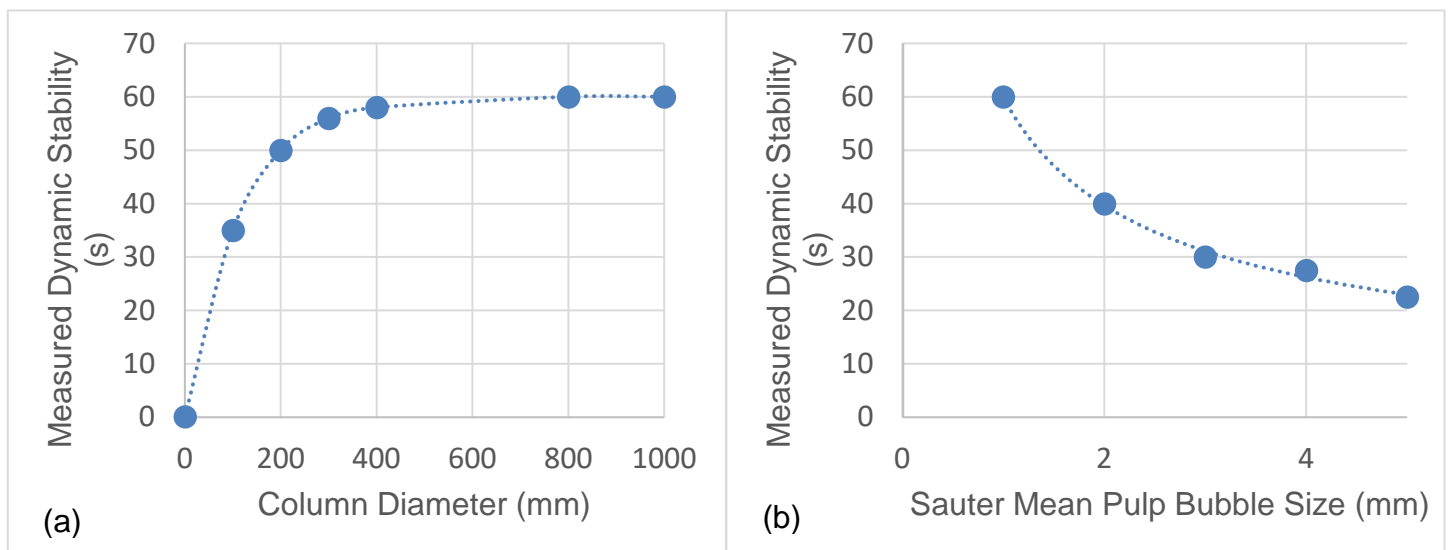 Measured Dynamic Stability
(s)
70
60
50
40
30
20
10
0
0 200 400 600 800 1000
Column Diameter (mm)
(a)
Measured Dynamic Stability
(s)
70
60
50
40
30
20
10
0
0 2 4
Sauter Mean Pulp Bubble Size (mm)
(b)